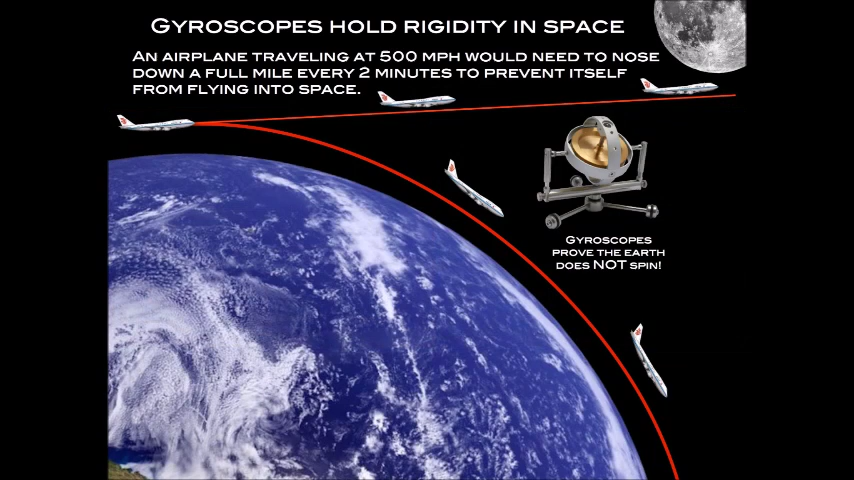 Gyroscopes hold rigidity in space
An airplane traveling at 500 mph would need to nose
down a full mile every 2 minutes to prevent itself
from flying into space.
Gyroscopes
prove the earth
does NOT spin!